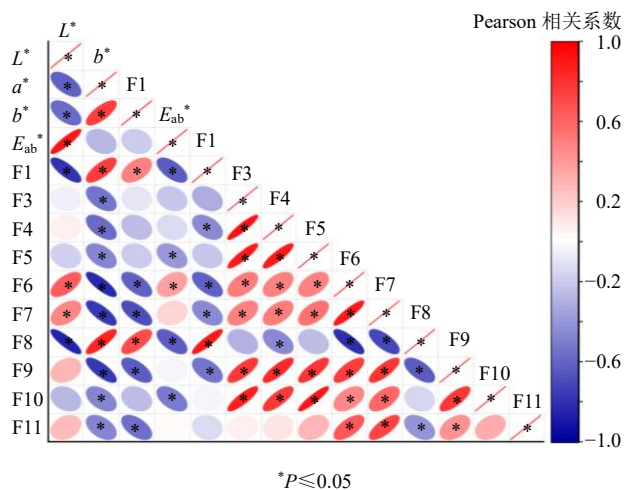 Pearson 相关系数
L*
L* b*
a* F1
b* Eab*
Eab* F1
F1 F3
F3 F4
F4 F5
F5 F6
F6 F7
F7 F8
F8 F9
F9 F10
F10 F11
F11
1.0
0.6
0.2
−0.2
−0.6
−1.0
*P≤0.05